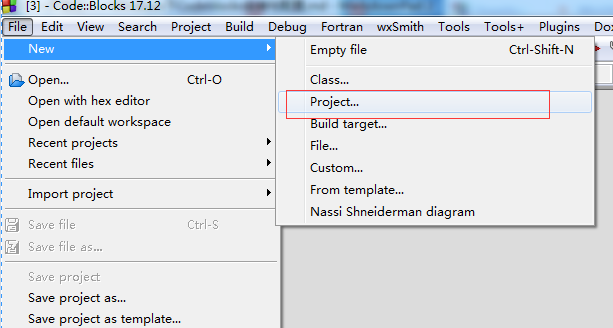 [3] - Code::Blocks 17.12
File Edit View Search Project Build Debug Fortran wxSmith Tools Tools+ Plugins Dox
New
Empty file Ctrl-Shift-N
Open... Ctrl-O
Class...
Open with hex editor
Project...
Open default workspace
Build target...
Recent projects
File...
Recent files
Custom...
Import project
From template...
Nassi Shneiderman diagram
Save file Ctrl-S
Save file as...
Save project
Save project as...
Save project as template...